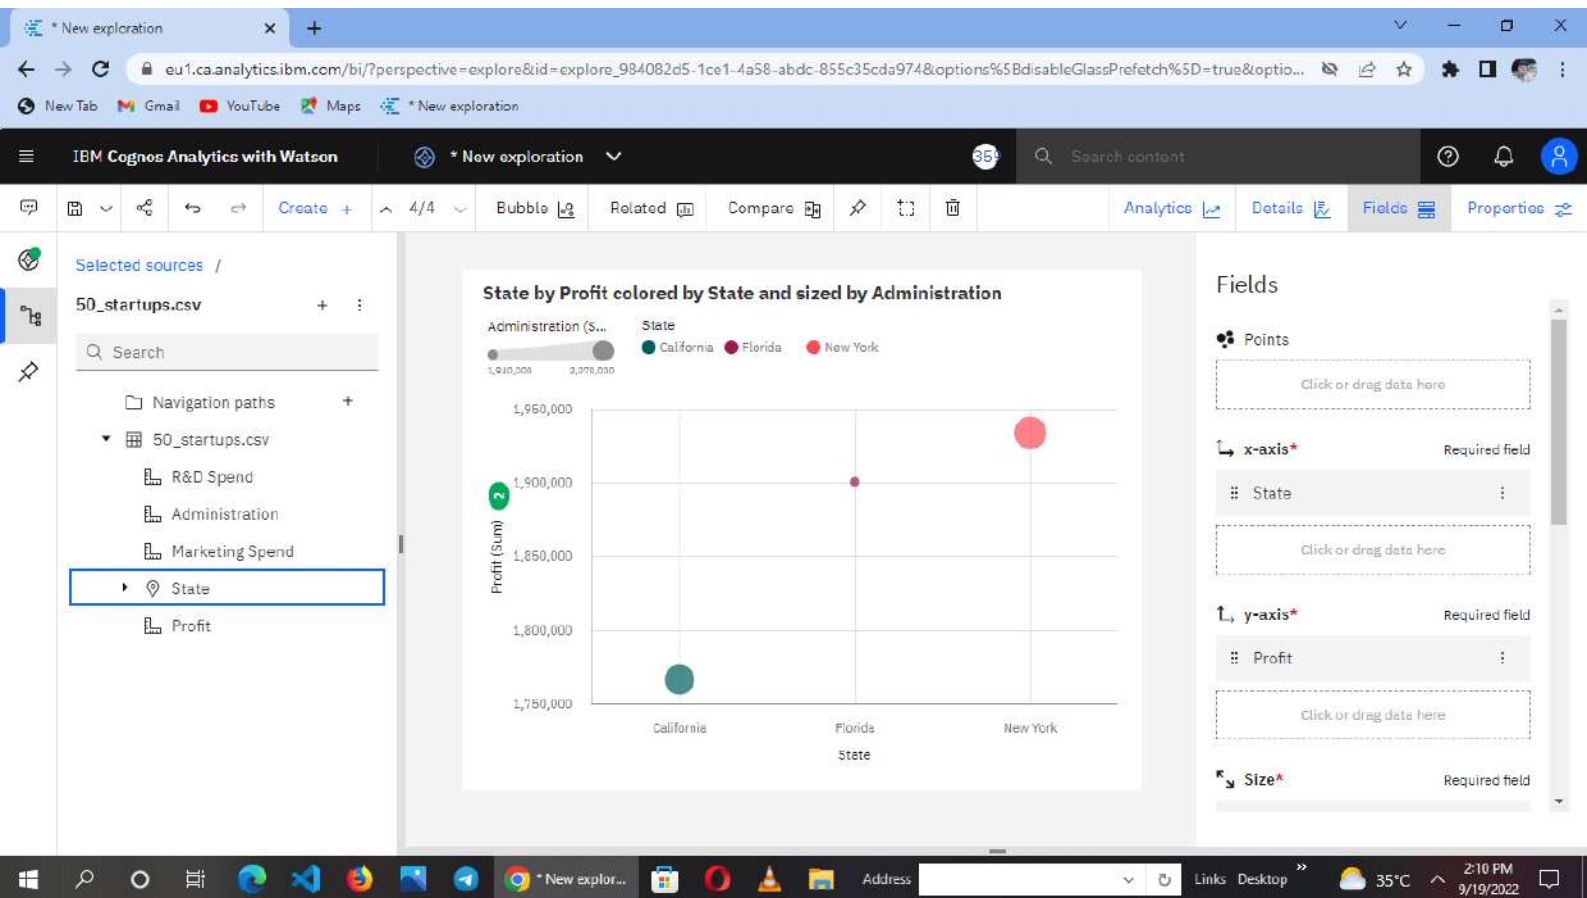 * New exploration
eu1.ca.analytics.ibm.com/bi/?perspective=explore&id=explore_984082d5-1ce1-4a58-abdc-855c35cda974&options%5BdisableGlassPrefetch%5D=true&optio...
New Tab Gmail YouTube Maps * New exploration
IBM Cognos Analytics with Watson * New exploration Search content
Create + 4/4 Bubble Related Compare Analytics Details Fields Properties
Selected sources /
50_startups.csv
Search
Navigation paths
50_startups.csv
R&D Spend
Administration
Marketing Spend
State
Profit
State by Profit colored by State and sized by Administration
Administration (S... State
California Florida New York
1,960,000
1,900,000
1,850,000
1,800,000
1,750,000
2
Profit (Sum)
California Florida New York
State
Fields
Points
Click or drag data here
x-axis* Required field
State
Click or drag data here
y-axis* Required field
Profit
Click or drag data here
Size* Required field
* New explor... Address Links Desktop 35°C 2:10 PM
9/19/2022